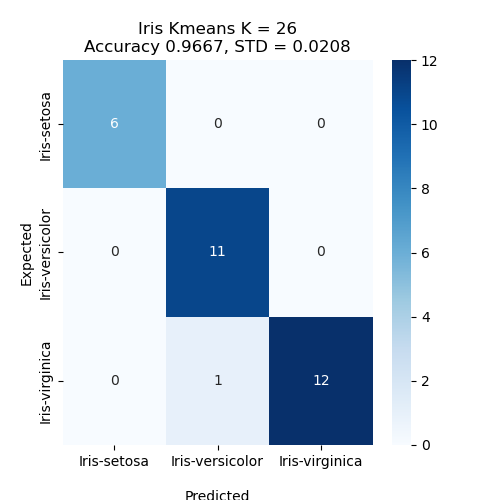 Iris Kmeans K = 26
Accuracy 0.9667, STD = 0.0208
Expected
Iris-setosa
6 0 0
Iris-versicolor
0 11 0
Iris-virginica
0 1 12
Iris-setosa Iris-versicolor Iris-virginica
Predicted
12
10
8
6
4
2
0